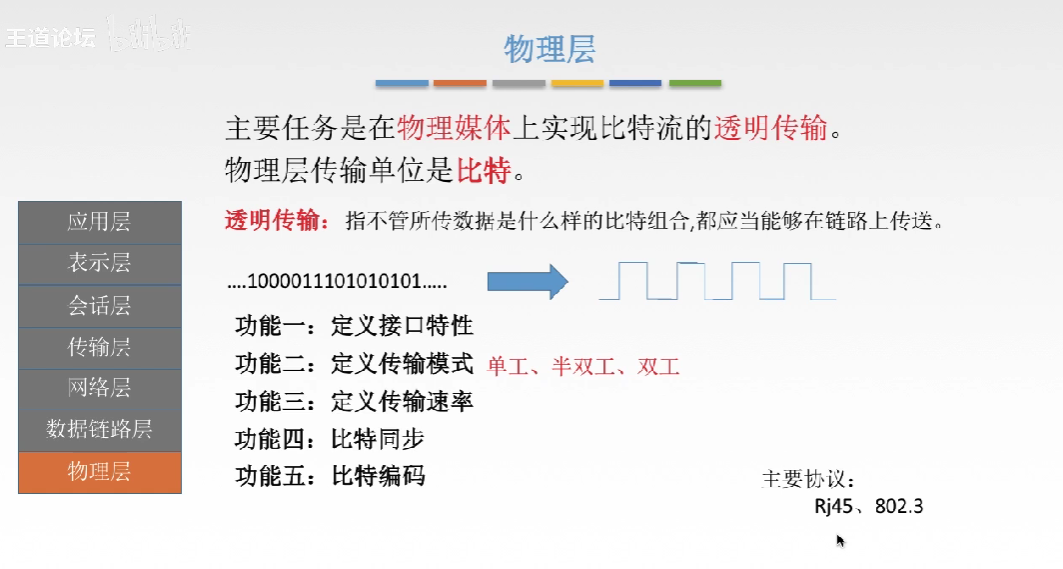 王道论坛 bilibili
物理层
主要任务是在物理媒体上实现比特流的透明传输。
物理层传输单位是比特。
透明传输：指不管所传数据是什么样的比特组合,都应当能够在链路上传送。
....1000011101010101.....
功能一：定义接口特性
功能二：定义传输模式 单工、半双工、双工
功能三：定义传输速率
功能四：比特同步
功能五：比特编码
应用层
表示层
会话层
传输层
网络层
数据链路层
物理层
主要协议：
Rj45、802.3